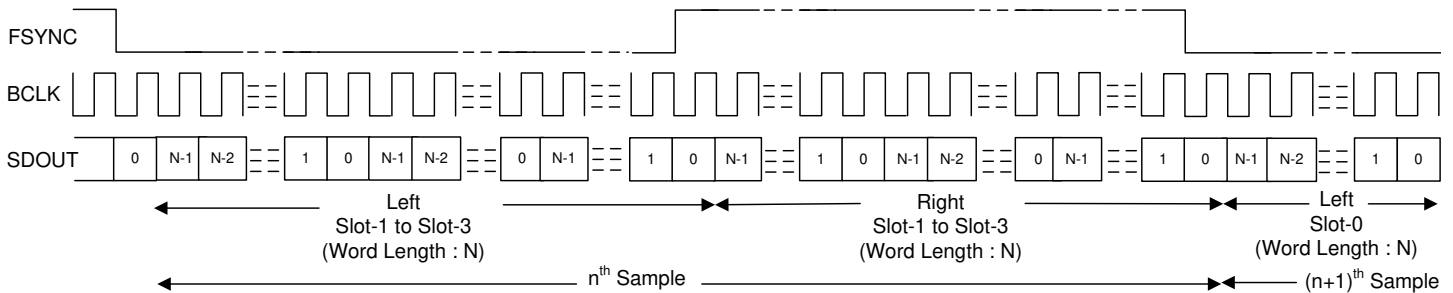 FSYNC
BCLK
SDOUT 0 N-1 N-2 1 0 N-1 N-2 0 N-1 1 0 N-1 1 0 N-1 N-2 0 N-1 1 0 N-1 N-2 1 0
Left Right Left
Slot-1 to Slot-3 Slot-1 to Slot-3 Slot-0
(Word Length : N) (Word Length : N) (Word Length : N)
nth Sample (n+1)th Sample